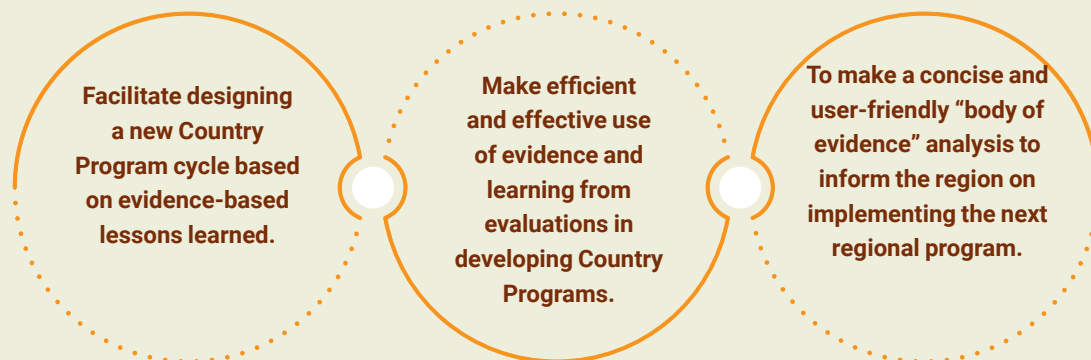 Facilitate designing
a new Country
Program cycle based
on evidence-based
lessons learned.
Make efficient
and effective use
of evidence and
learning from
evaluations in
developing Country
Programs.
To make a concise and
user-friendly “body of
evidence” analysis to
inform the region on
implementing the next
regional program.